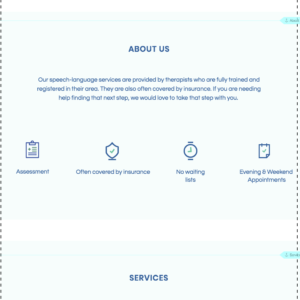 ABOUT US
Our speech-language services are provided by therapists who are fully trained and
registered in their area. They are also often covered by insurance. If you are needing
help finding that next step, we would love to take that step with you.
Assessment
Often covered by insurance
No waiting
lists
Evening & Weekend
Appointments
SERVICES